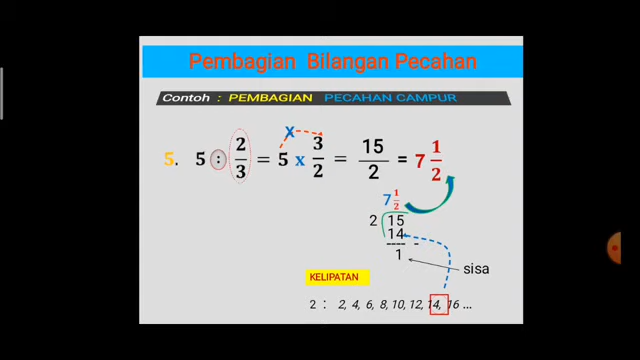 Pembagian Bilangan Pecahan
Contoh : PEMBAGIAN PECAHAN CAMPUR
x
5. 5 : 2/3 = 5 x 3/2 = 15/2 = 7 1/2
7 1/2
2 15
14
---- -
1
sisa
KELIPATAN
2 : 2, 4, 6, 8, 10, 12, 14, 16 ...